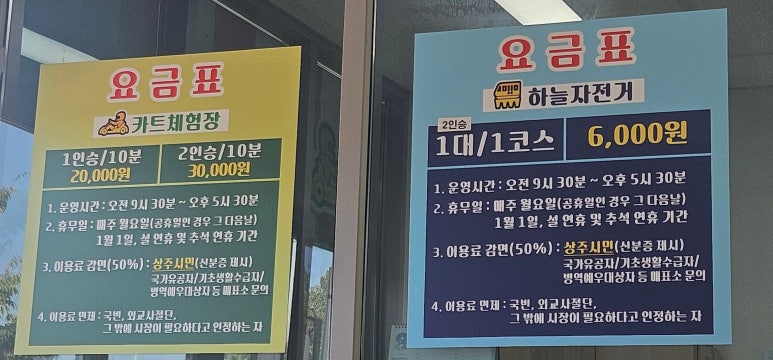 요금표
카트체험장
1인승/10분
20,000원
2인승/10분
30,000원
1. 운영시간 : 오전 9시 30분 ~ 오후 5시 30분
2. 휴무일 : 매주 월요일(공휴일인 경우 그 다음날)
1월 1일, 설 연휴 및 추석 연휴 기간
3. 이용료 감면(50%) : 상주시민(신분증 제시)
국가유공자/기초생활수급자/
병역예우대상자 등 매표소 문의
4. 이용료 면제 : 국빈, 외교사절단,
그 밖에 시장이 필요하다고 인정하는 자
요금표
하늘자전거
2인승
1대/1코스
6,000원
1. 운영시간 : 오전 9시 30분 ~ 오후 5시 30분
2. 휴무일 : 매주 월요일(공휴일인 경우 그 다음날)
1월 1일, 설 연휴 및 추석 연휴 기간
3. 이용료 감면(50%) : 상주시민(신분증 제시)
국가유공자/기초생활수급자/
병역예우대상자 등 매표소 문의
4. 이용료 면제 : 국빈, 외교사절단,
그 밖에 시장이 필요하다고 인정하는 자